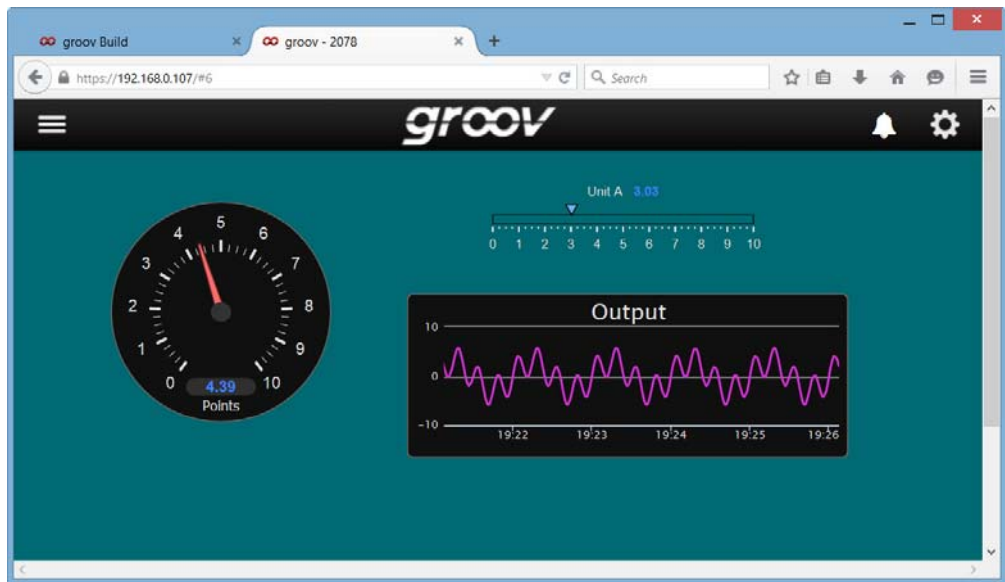 groov Build
groov - 2078
https://192.168.0.107/#6
Search
groov
Unit A 3.03
0 1 2 3 4 5 6 7 8 9 10
0 1 2 3 4 5 6 7 8 9 10
4.39
Points
Output
10
0
-10
19:22 19:23 19:24 19:25 19:26